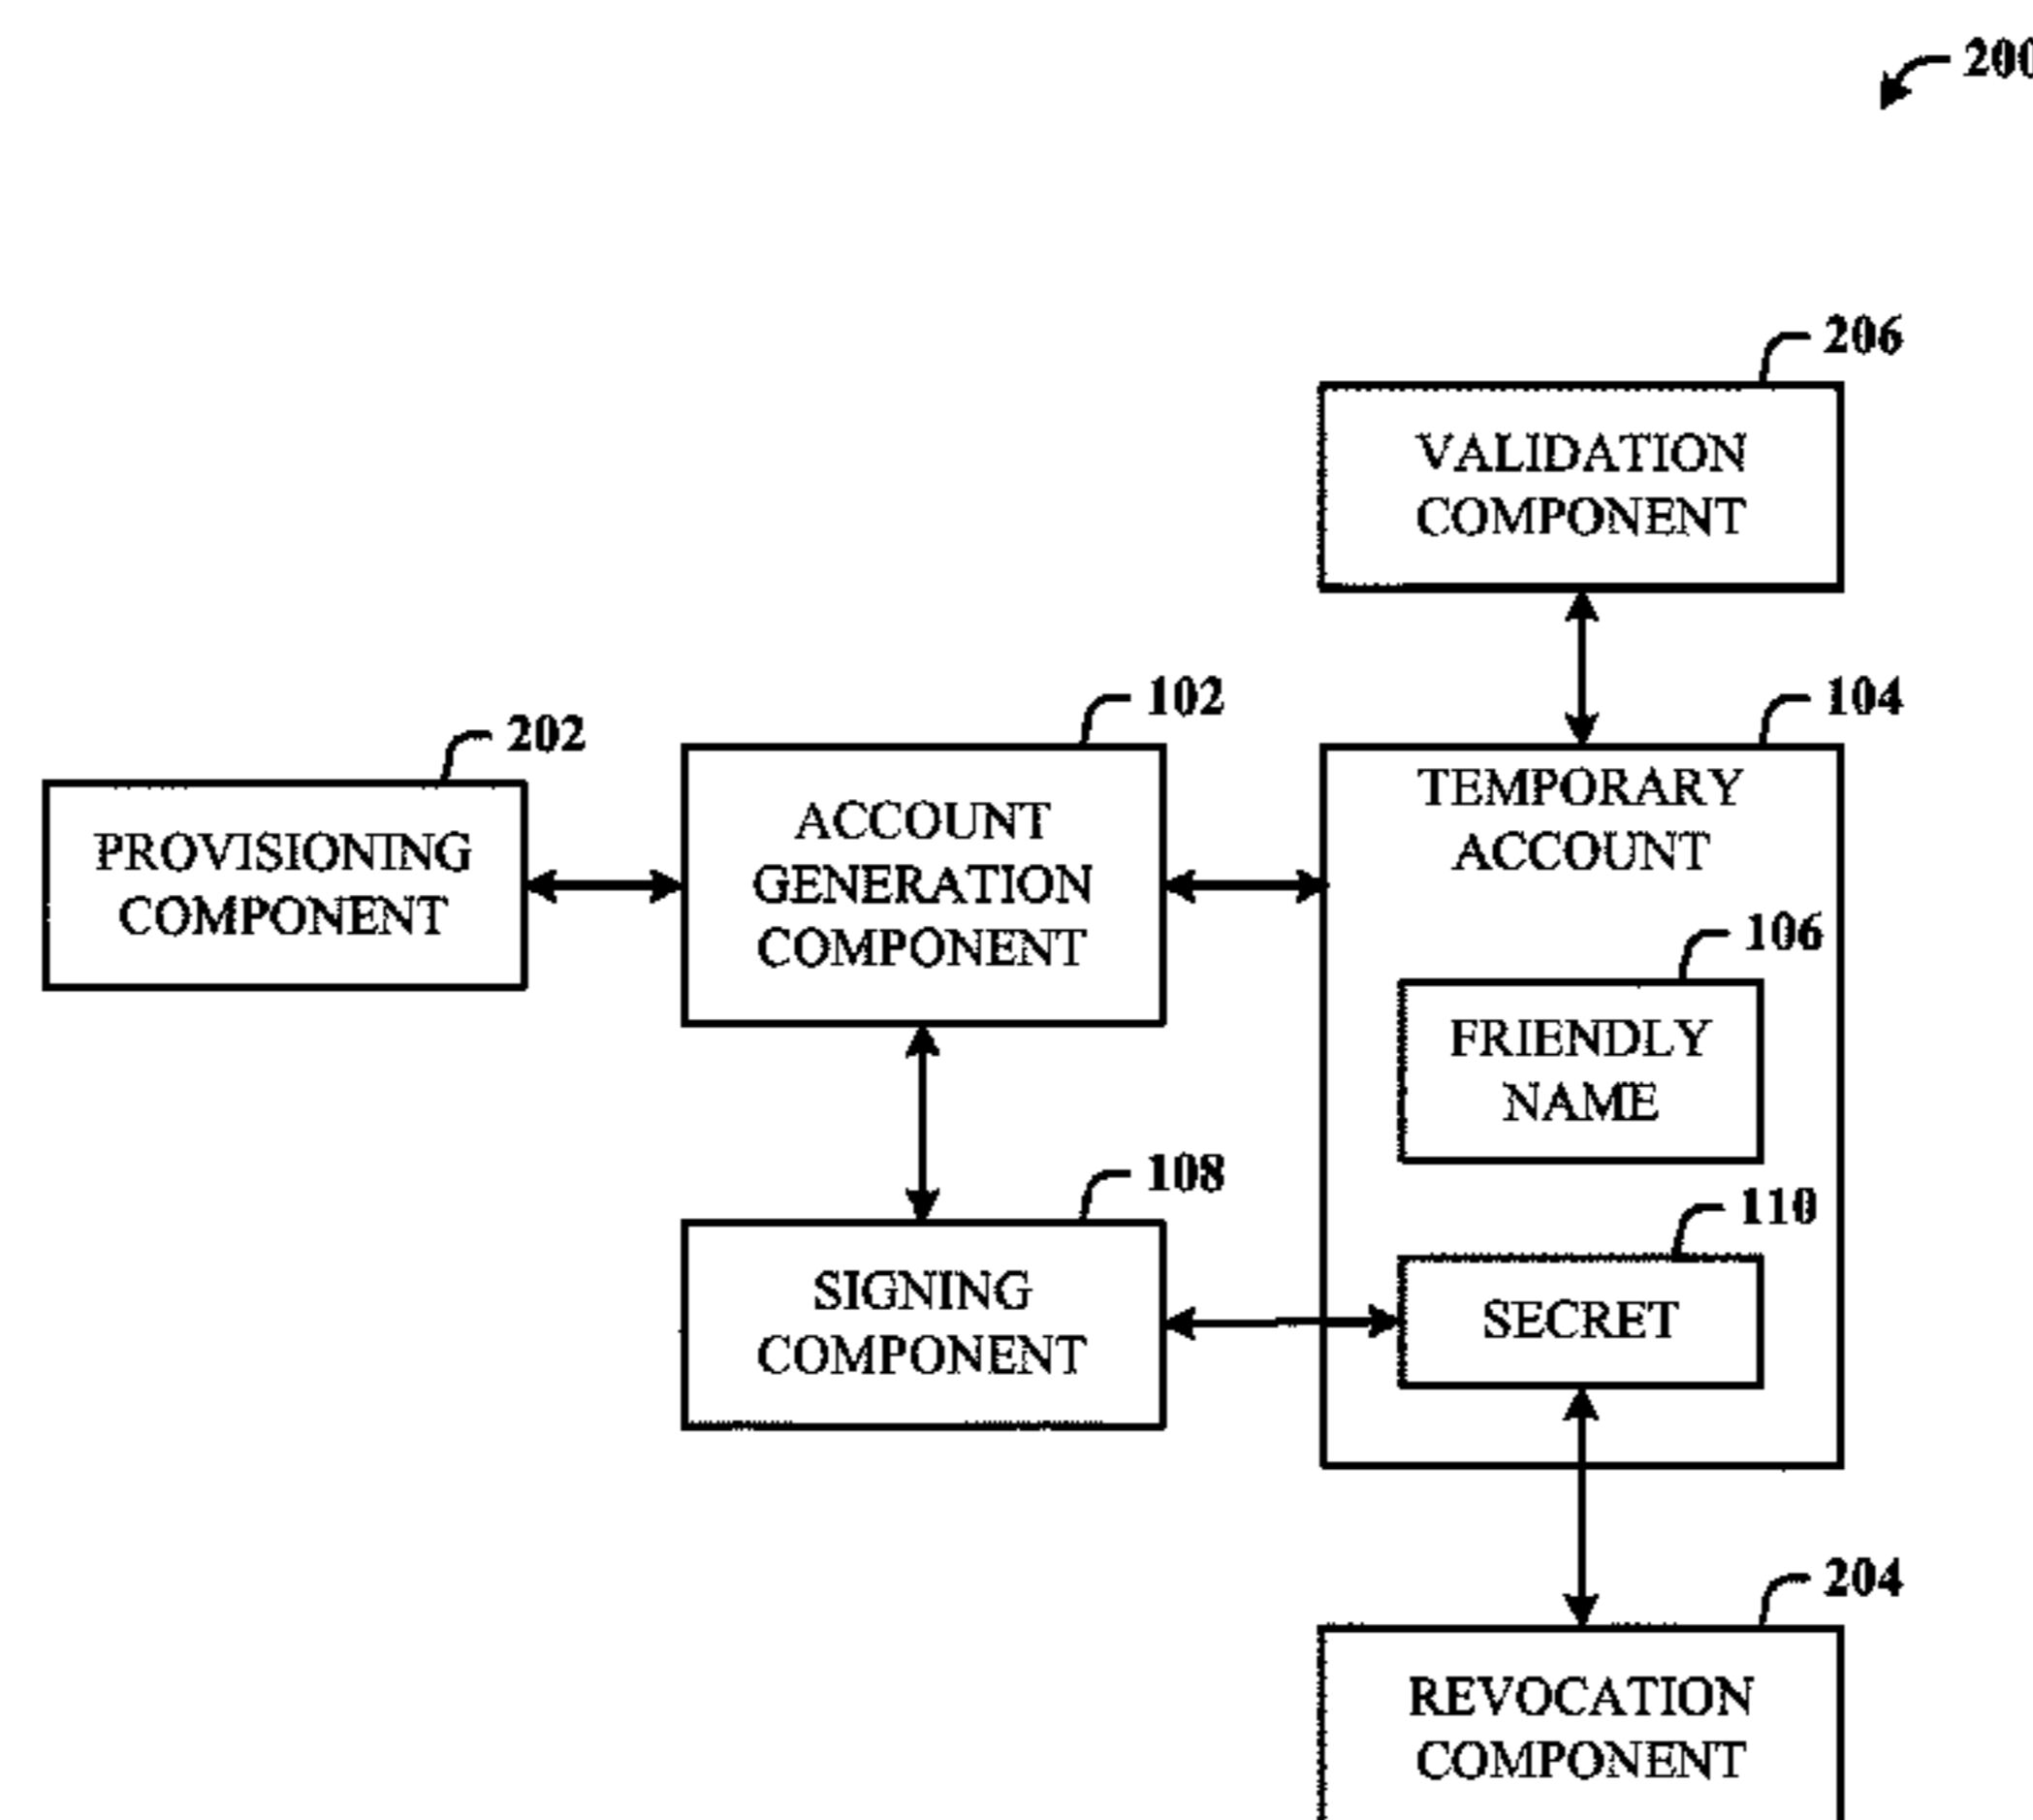 200
206
VALIDATION
COMPONENT
102
104
202
TEMPORARY
ACCOUNT
ACCOUNT
GENERATION
COMPONENT
PROVISIONING
COMPONENT
106
FRIENDLY
NAME
108
110
SIGNING
COMPONENT
SECRET
204
REVOCATION
COMPONENT